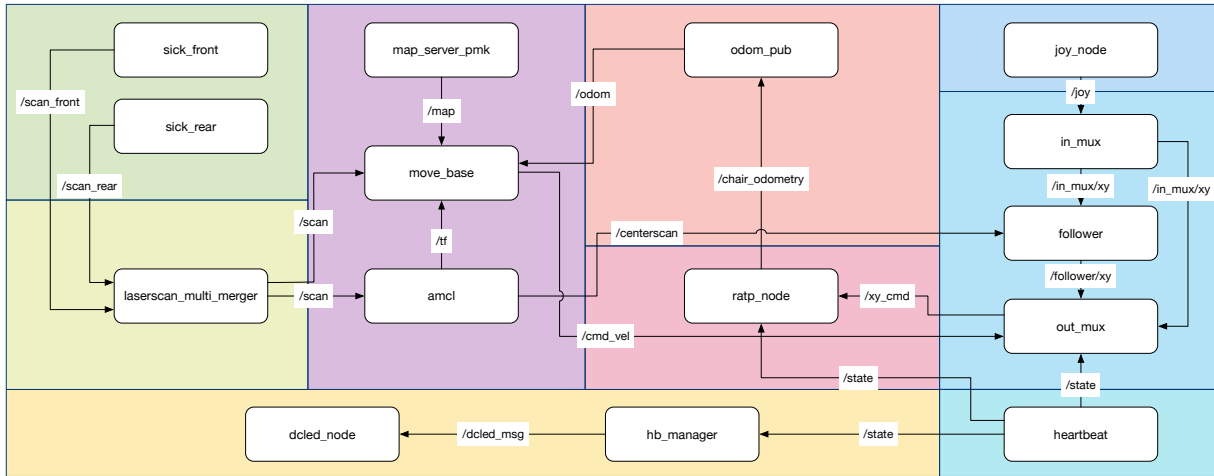 sick_front
map_server_pmk
odom_pub
joy_node
/scan_front
/odom
/joy
/map
sick_rear
in_mux
/scan_rear
move_base
/chair_odometry
/in_mux/xy
/in_mux/xy
/scan
/tf
/centerscan
follower
/follower/xy
laserscan_multi_merger
/scan
amcl
ratp_node
/xy_cmd
out_mux
/cmd_vel
/state
/state
dcled_node
/dcled_msg
hb_manager
/state
heartbeat